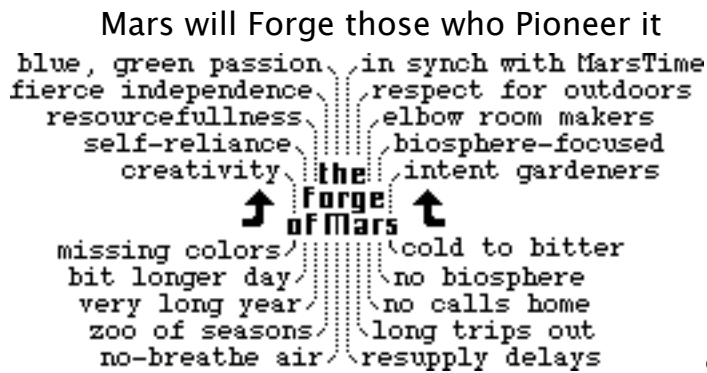 Mars will Forge those who Pioneer it
blue, green passion in synch with MarsTime
fierce independence respect for outdoors
resourcefullness elbow room makers
self-reliance biosphere-focused
creativity the intent gardeners
Forge
of Mars
missing colors cold to bitter
bit longer day no biosphere
very long year no calls home
zoo of seasons long trips out
no-breathe air resupply delays